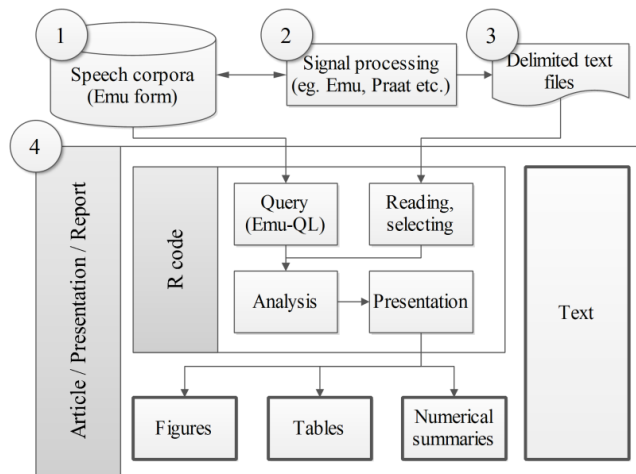 1
Speech corpora
(Emu form)
2
Signal processing
(eg. Emu, Praat etc.)
3
Delimited text
files
4
Article / Presentation / Report
R code
Query
(Emu-QL)
Reading,
selecting
Analysis
Presentation
Text
Figures
Tables
Numerical
summaries